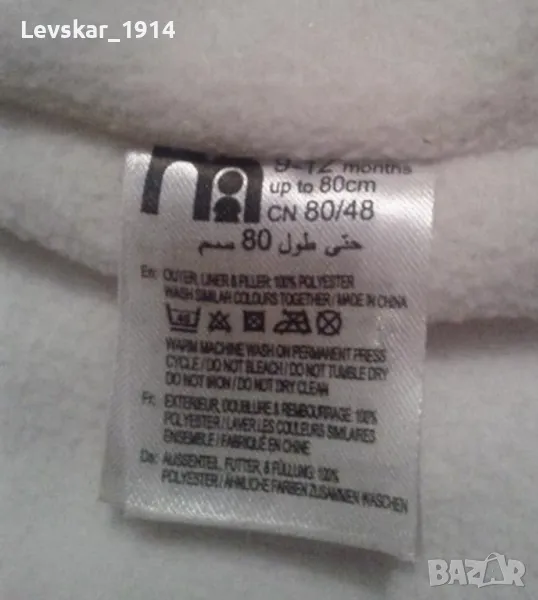 Levskar_1914
9-12 months
up to 80cm
CN 80/48
حتى طول 80 سم
En: OUTER, LINER & FILLER: 100% POLYESTER
WASH SIMILAR COLOURS TOGETHER / MADE IN CHINA
40
WARM MACHINE WASH ON PERMANENT PRESS
CYCLE / DO NOT BLEACH / DO NOT TUMBLE DRY
DO NOT IRON / DO NOT DRY CLEAN
Fr: EXTERIEUR, DOUBLURE & REMBOURRAGE: 100%
POLYESTER / LAVER LES COULEURS SIMILAIRES
ENSEMBLE / FABRIQUÉ EN CHINE
De: AUSSENTEIL, FUTTER, & FÜLLUNG: 100%
POLYESTER / ÄHNLICHE FARBEN ZUSAMMEN WASCHEN
BAZAR